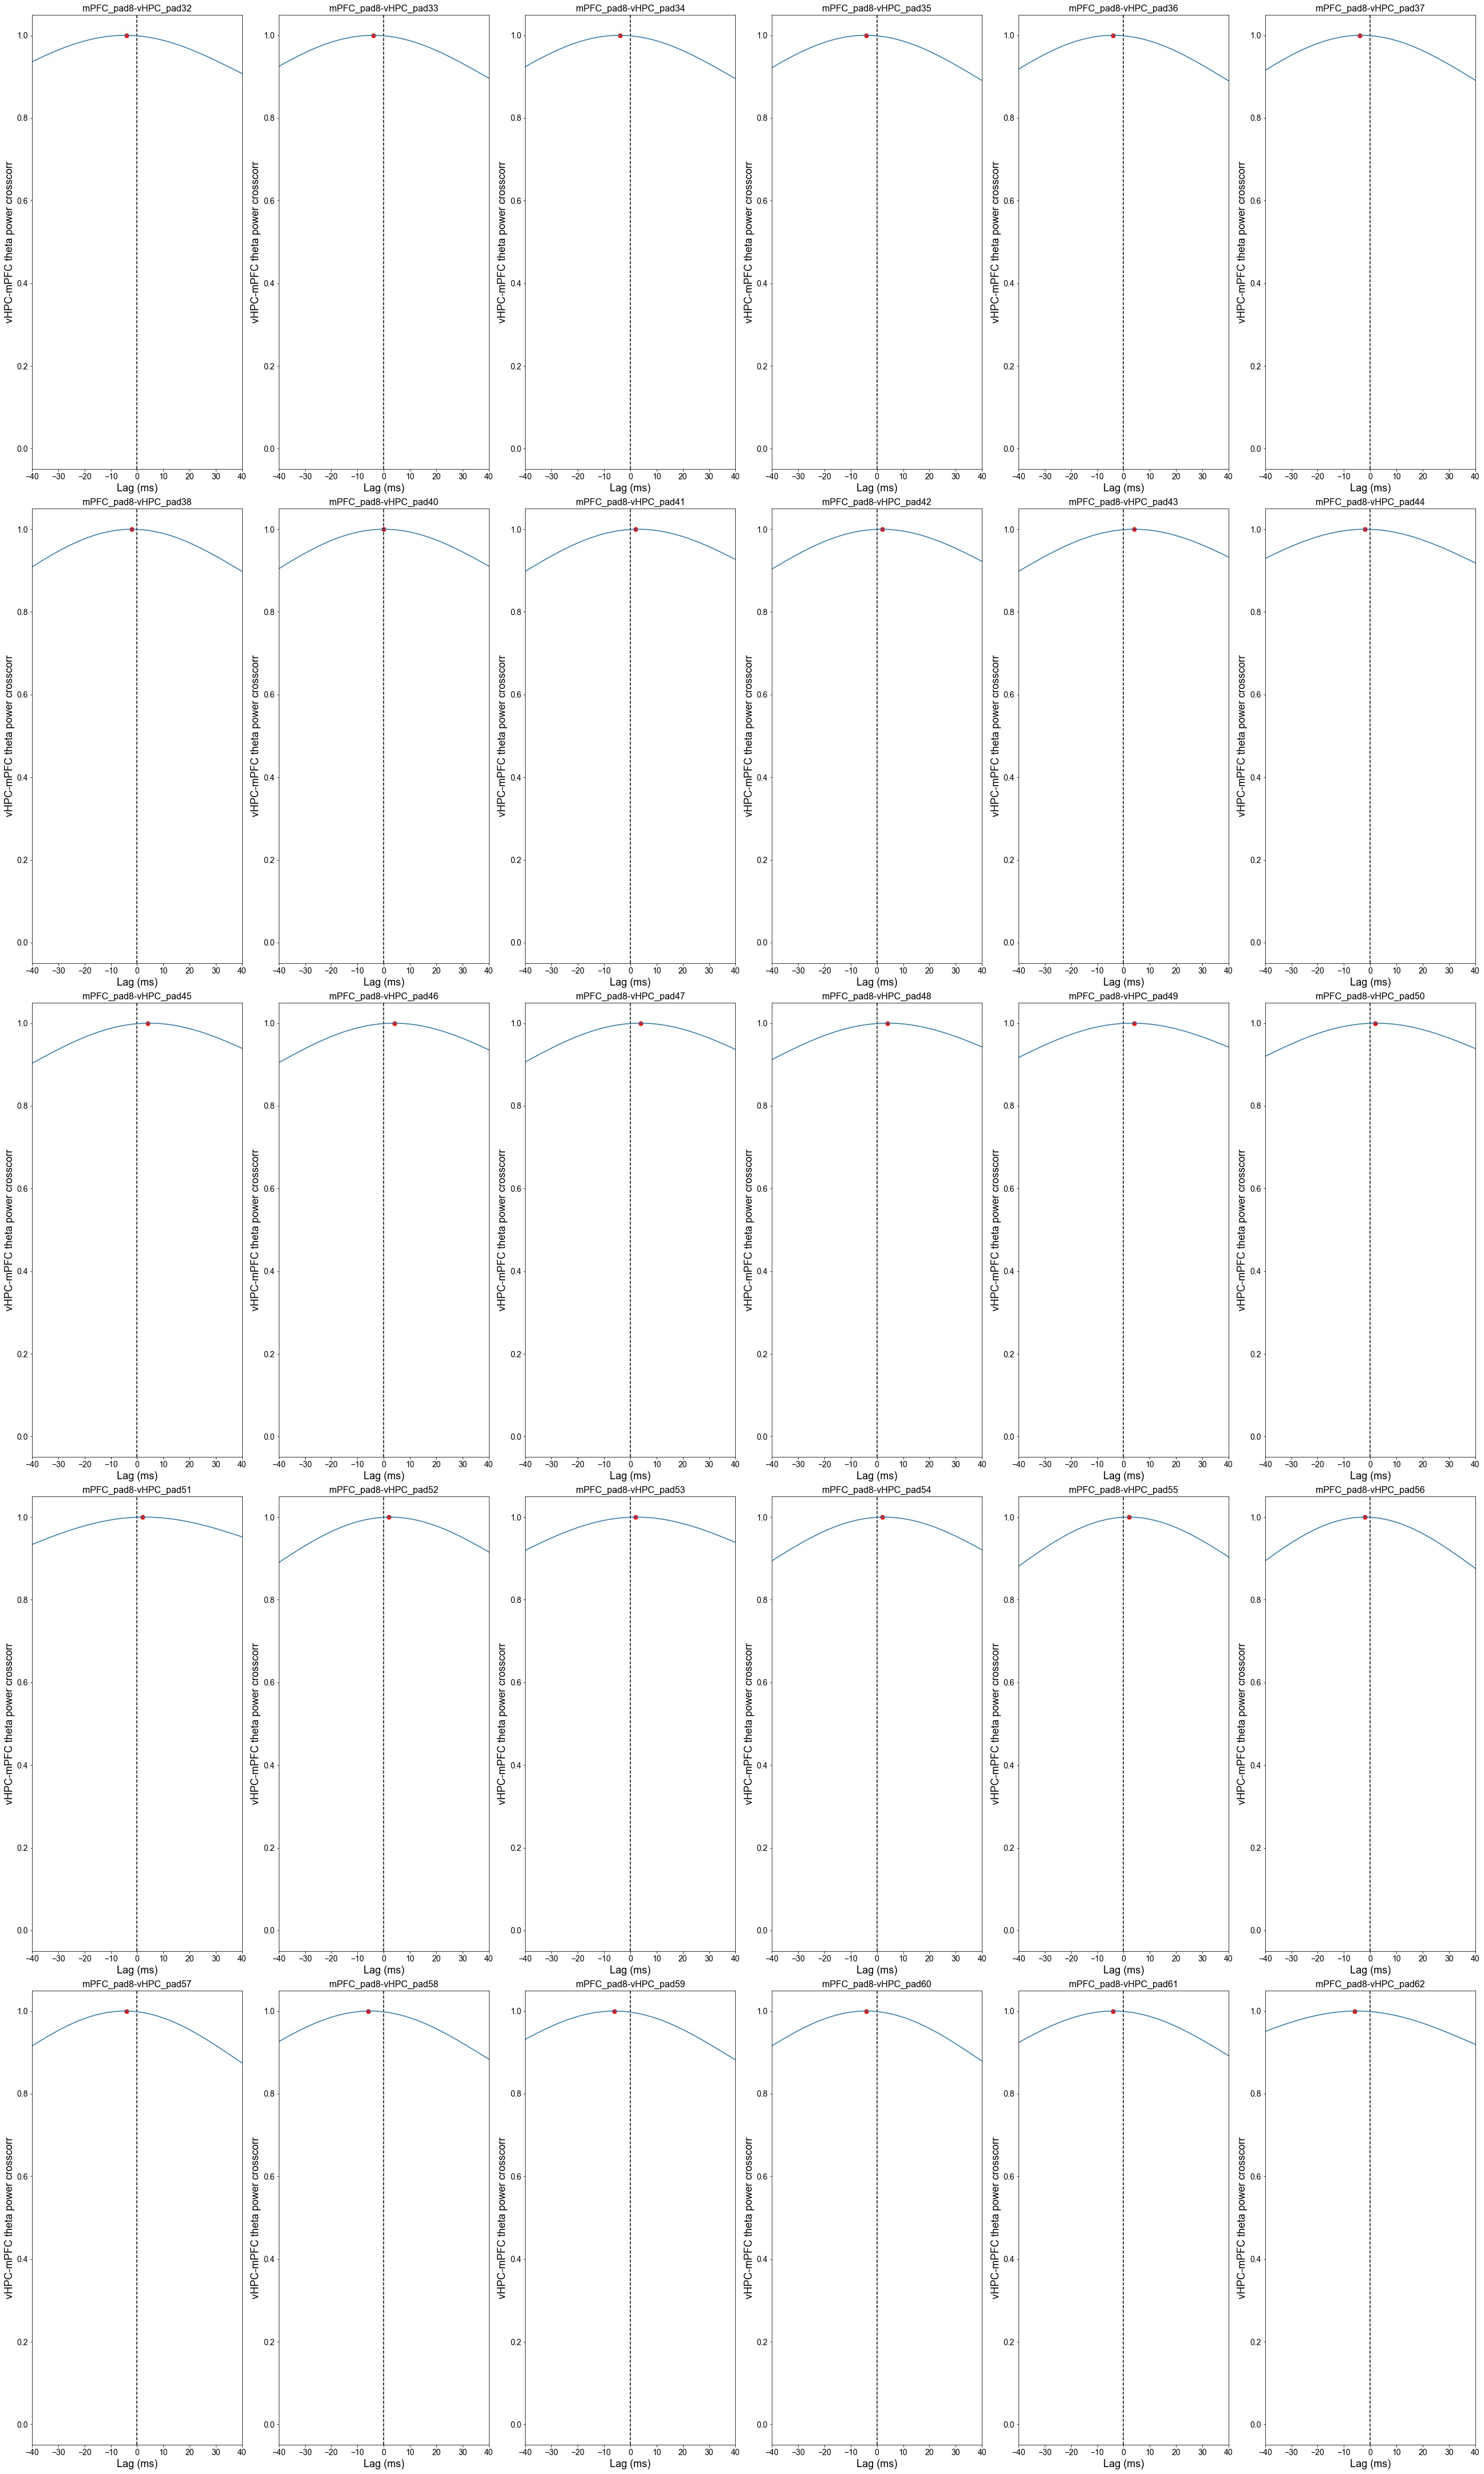 mPFC_pad8-vHPC_pad32 mPFC_pad8-vHPC_pad33 mPFC_pad8-vHPC_pad34 mPFC_pad8-vHPC_pad35 mPFC_pad8-vHPC_pad36 mPFC_pad8-vHPC_pad37
1.0 1.0 1.0 1.0 1.0 1.0
0.8 0.8 0.8 0.8 0.8 0.8
0.6 0.6 0.6 0.6 0.6 0.6
vHPC-mPFC theta power crosscorr vHPC-mPFC theta power crosscorr vHPC-mPFC theta power crosscorr vHPC-mPFC theta power crosscorr vHPC-mPFC theta power crosscorr vHPC-mPFC theta power crosscorr
0.4 0.4 0.4 0.4 0.4 0.4
0.2 0.2 0.2 0.2 0.2 0.2
0.0 0.0 0.0 0.0 0.0 0.0
−40 −30 −20 −10 0 10 20 30 40 −40 −30 −20 −10 0 10 20 30 40 −40 −30 −20 −10 0 10 20 30 40 −40 −30 −20 −10 0 10 20 30 40 −40 −30 −20 −10 0 10 20 30 40 −40 −30 −20 −10 0 10 20 30 40
Lag (ms) Lag (ms) Lag (ms) Lag (ms) Lag (ms) Lag (ms)
mPFC_pad8-vHPC_pad38 mPFC_pad8-vHPC_pad40 mPFC_pad8-vHPC_pad41 mPFC_pad8-vHPC_pad42 mPFC_pad8-vHPC_pad43 mPFC_pad8-vHPC_pad44
1.0 1.0 1.0 1.0 1.0 1.0
0.8 0.8 0.8 0.8 0.8 0.8
0.6 0.6 0.6 0.6 0.6 0.6
vHPC-mPFC theta power crosscorr vHPC-mPFC theta power crosscorr vHPC-mPFC theta power crosscorr vHPC-mPFC theta power crosscorr vHPC-mPFC theta power crosscorr vHPC-mPFC theta power crosscorr
0.4 0.4 0.4 0.4 0.4 0.4
0.2 0.2 0.2 0.2 0.2 0.2
0.0 0.0 0.0 0.0 0.0 0.0
−40 −30 −20 −10 0 10 20 30 40 −40 −30 −20 −10 0 10 20 30 40 −40 −30 −20 −10 0 10 20 30 40 −40 −30 −20 −10 0 10 20 30 40 −40 −30 −20 −10 0 10 20 30 40 −40 −30 −20 −10 0 10 20 30 40
Lag (ms) Lag (ms) Lag (ms) Lag (ms) Lag (ms) Lag (ms)
mPFC_pad8-vHPC_pad45 mPFC_pad8-vHPC_pad46 mPFC_pad8-vHPC_pad47 mPFC_pad8-vHPC_pad48 mPFC_pad8-vHPC_pad49 mPFC_pad8-vHPC_pad50
1.0 1.0 1.0 1.0 1.0 1.0
0.8 0.8 0.8 0.8 0.8 0.8
0.6 0.6 0.6 0.6 0.6 0.6
vHPC-mPFC theta power crosscorr vHPC-mPFC theta power crosscorr vHPC-mPFC theta power crosscorr vHPC-mPFC theta power crosscorr vHPC-mPFC theta power crosscorr vHPC-mPFC theta power crosscorr
0.4 0.4 0.4 0.4 0.4 0.4
0.2 0.2 0.2 0.2 0.2 0.2
0.0 0.0 0.0 0.0 0.0 0.0
−40 −30 −20 −10 0 10 20 30 40 −40 −30 −20 −10 0 10 20 30 40 −40 −30 −20 −10 0 10 20 30 40 −40 −30 −20 −10 0 10 20 30 40 −40 −30 −20 −10 0 10 20 30 40 −40 −30 −20 −10 0 10 20 30 40
Lag (ms) Lag (ms) Lag (ms) Lag (ms) Lag (ms) Lag (ms)
mPFC_pad8-vHPC_pad51 mPFC_pad8-vHPC_pad52 mPFC_pad8-vHPC_pad53 mPFC_pad8-vHPC_pad54 mPFC_pad8-vHPC_pad55 mPFC_pad8-vHPC_pad56
1.0 1.0 1.0 1.0 1.0 1.0
0.8 0.8 0.8 0.8 0.8 0.8
0.6 0.6 0.6 0.6 0.6 0.6
vHPC-mPFC theta power crosscorr vHPC-mPFC theta power crosscorr vHPC-mPFC theta power crosscorr vHPC-mPFC theta power crosscorr vHPC-mPFC theta power crosscorr vHPC-mPFC theta power crosscorr
0.4 0.4 0.4 0.4 0.4 0.4
0.2 0.2 0.2 0.2 0.2 0.2
0.0 0.0 0.0 0.0 0.0 0.0
−40 −30 −20 −10 0 10 20 30 40 −40 −30 −20 −10 0 10 20 30 40 −40 −30 −20 −10 0 10 20 30 40 −40 −30 −20 −10 0 10 20 30 40 −40 −30 −20 −10 0 10 20 30 40 −40 −30 −20 −10 0 10 20 30 40
Lag (ms) Lag (ms) Lag (ms) Lag (ms) Lag (ms) Lag (ms)
mPFC_pad8-vHPC_pad57 mPFC_pad8-vHPC_pad58 mPFC_pad8-vHPC_pad59 mPFC_pad8-vHPC_pad60 mPFC_pad8-vHPC_pad61 mPFC_pad8-vHPC_pad62
1.0 1.0 1.0 1.0 1.0 1.0
0.8 0.8 0.8 0.8 0.8 0.8
0.6 0.6 0.6 0.6 0.6 0.6
vHPC-mPFC theta power crosscorr vHPC-mPFC theta power crosscorr vHPC-mPFC theta power crosscorr vHPC-mPFC theta power crosscorr vHPC-mPFC theta power crosscorr vHPC-mPFC theta power crosscorr
0.4 0.4 0.4 0.4 0.4 0.4
0.2 0.2 0.2 0.2 0.2 0.2
0.0 0.0 0.0 0.0 0.0 0.0
−40 −30 −20 −10 0 10 20 30 40 −40 −30 −20 −10 0 10 20 30 40 −40 −30 −20 −10 0 10 20 30 40 −40 −30 −20 −10 0 10 20 30 40 −40 −30 −20 −10 0 10 20 30 40 −40 −30 −20 −10 0 10 20 30 40
Lag (ms) Lag (ms) Lag (ms) Lag (ms) Lag (ms) Lag (ms)